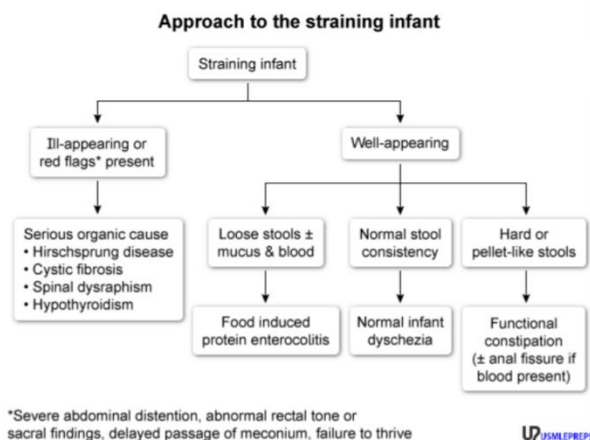 Approach to the straining infant
Straining infant
Ill-appearing or
red flags* present
Well-appearing
Serious organic cause
• Hirschsprung disease
• Cystic fibrosis
• Spinal dysraphism
• Hypothyroidism
Loose stools ±
mucus & blood
Normal stool
consistency
Hard or
pellet-like stools
Food induced
protein enterocolitis
Normal infant
dyschezia
Functional
constipation
(± anal fissure if
blood present)
*Severe abdominal distention, abnormal rectal tone or
sacral findings, delayed passage of meconium, failure to thrive
USMLEPREPS